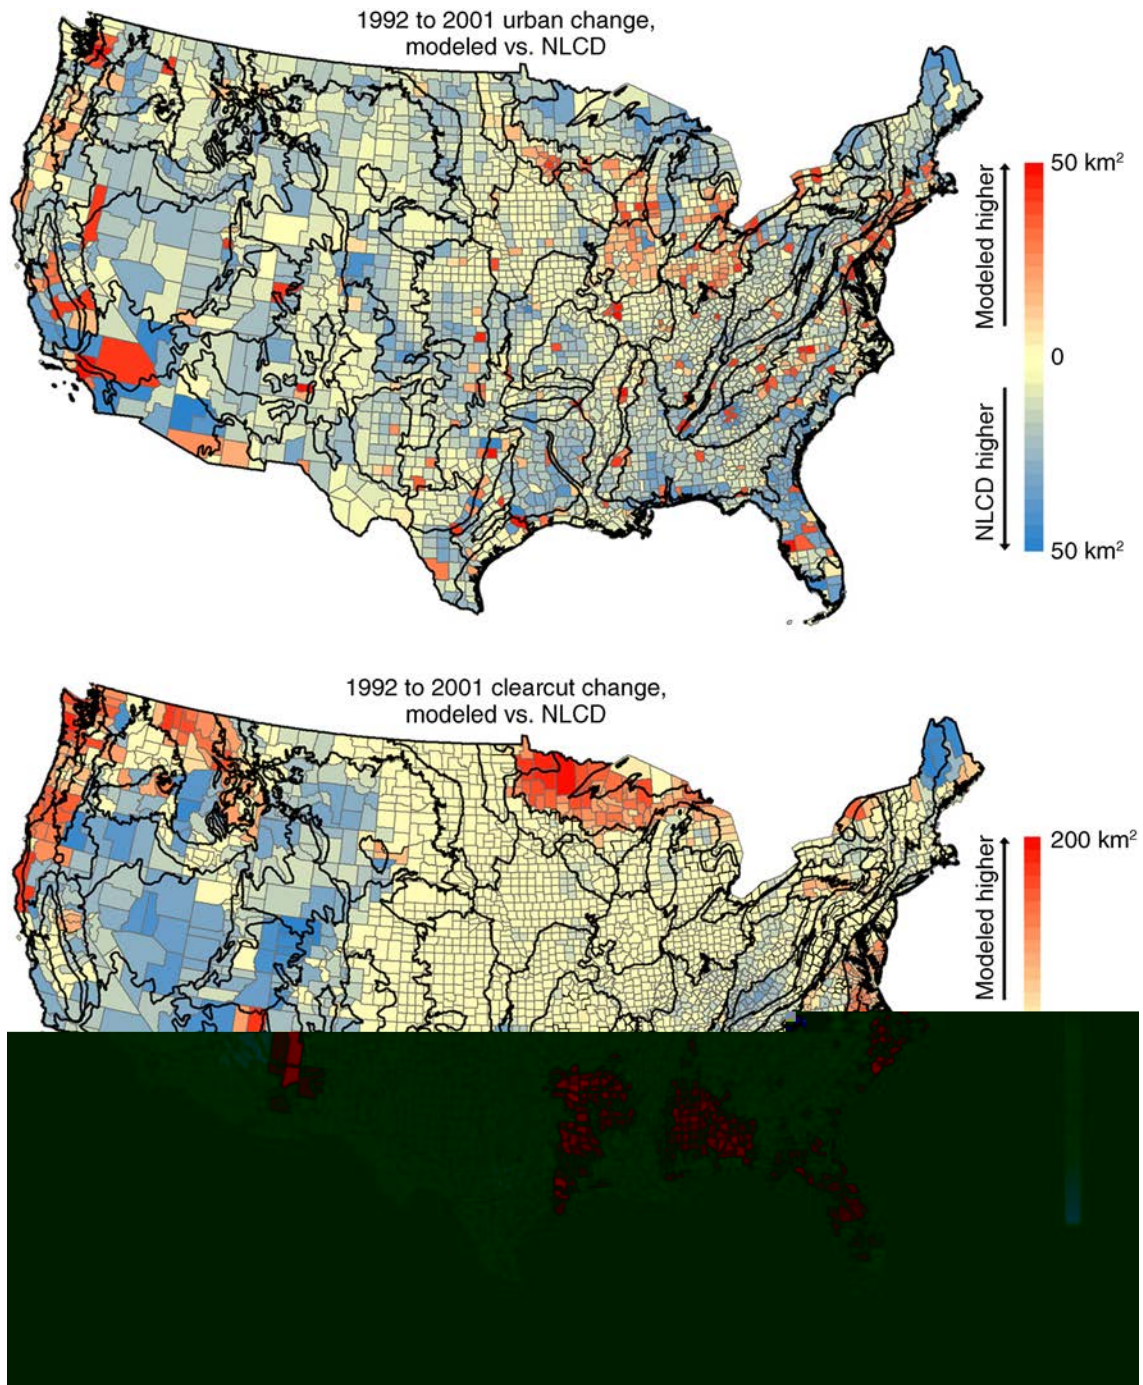 1992 to 2001 urban change,
modeled vs. NLCD
50 km²
Modeled higher
0
NLCD higher
50 km²
1992 to 2001 clearcut change,
modeled vs. NLCD
200 km²
Modeled higher